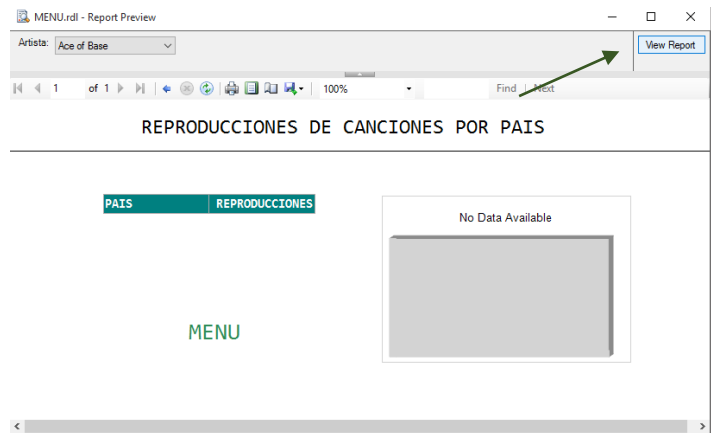 MENU.rdl - Report Preview
Artista: Ace of Base View Report
1 of 1 100% Find Next
REPRODUCCIONES DE CANCIONES POR PAIS
PAIS REPRODUCCIONES
No Data Available
MENU